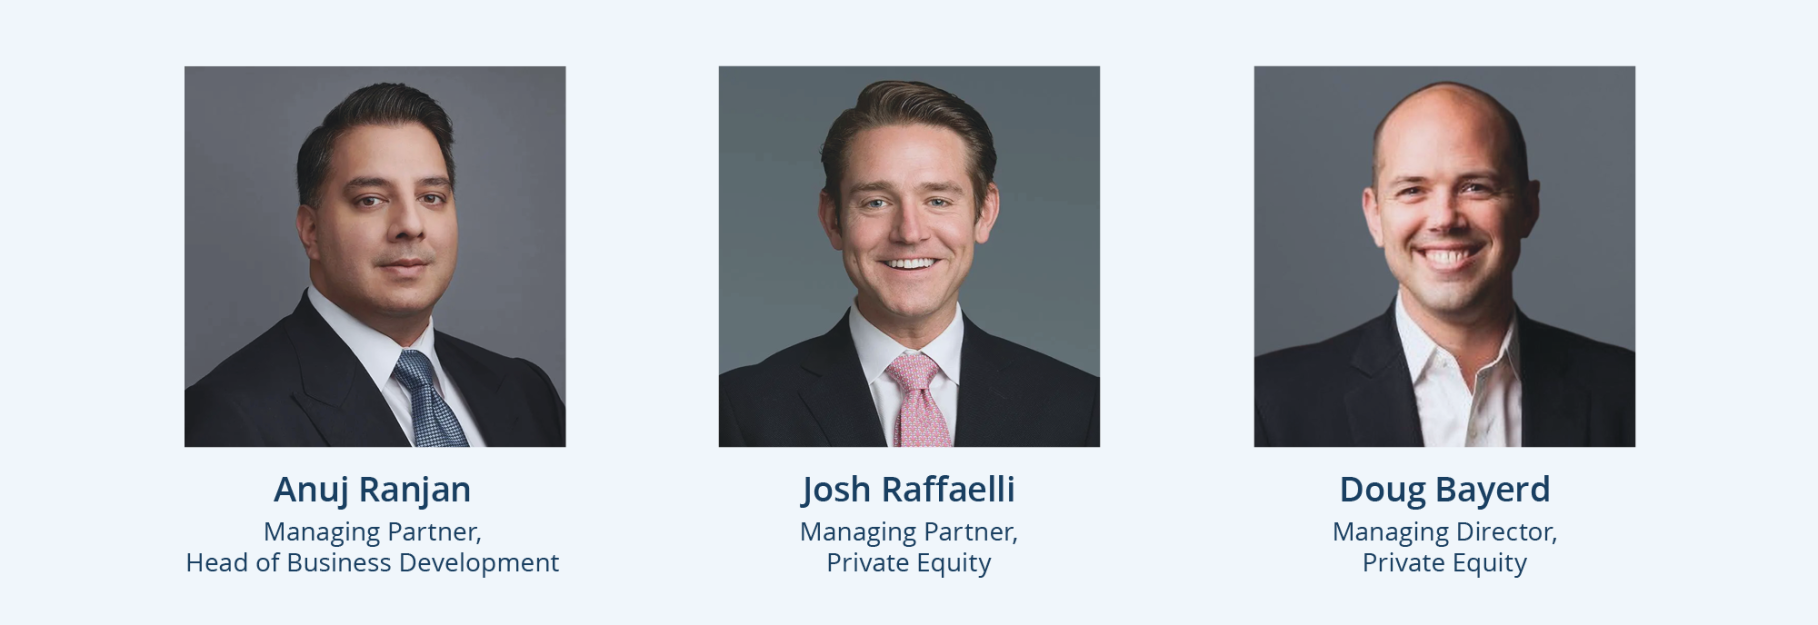 Anuj Ranjan
Managing Partner,
Head of Business Development
Josh Raffaelli
Managing Partner,
Private Equity
Doug Bayerd
Managing Director,
Private Equity